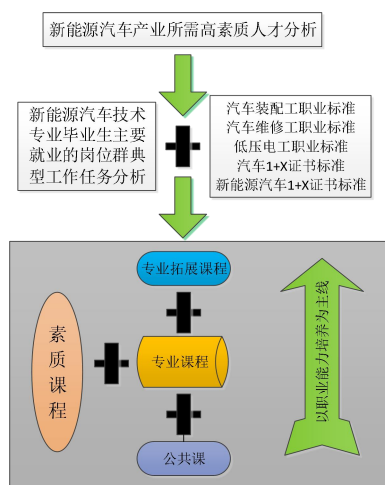 新能源汽车产业所需高素质人才分析
新能源汽车技术
专业毕业生主要
就业的岗位群典
型工作任务分析
汽车装配工职业标准
汽车维修工职业标准
低压电工职业标准
汽车1+X证书标准
新能源汽车1+X证书标准
专业拓展课程
素质课程
专业课程
公共课
以职业能力培养为主线